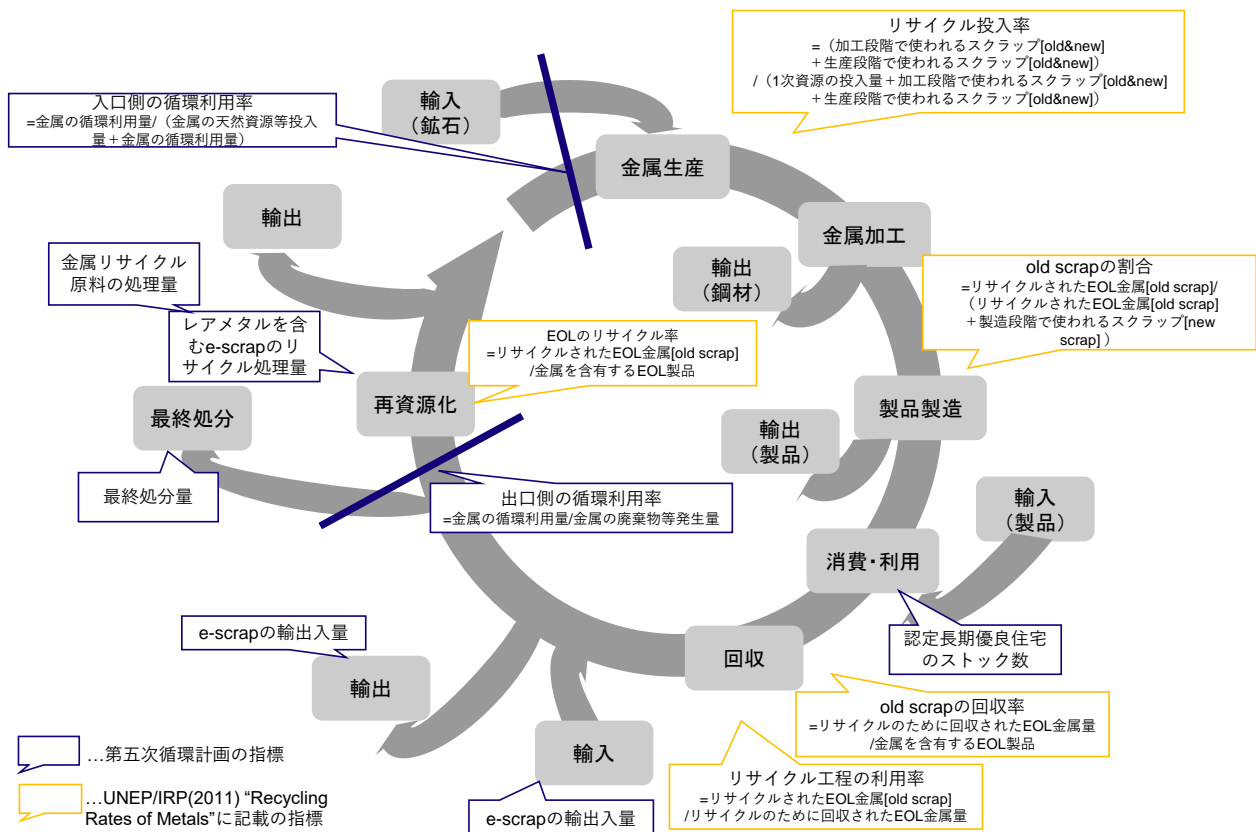 リサイクル投入率
=（加工段階で使われるスクラップ[old&new]
＋生産段階で使われるスクラップ[old&new]）
/（1次資源の投入量＋加工段階で使われるスクラップ[old&new]
＋生産段階で使われるスクラップ[old&new]）
入口側の循環利用率
=金属の循環利用量/（金属の天然資源等投入
量＋金属の循環利用量）
輸入
（鉱石）
金属生産
輸出
金属加工
金属リサイクル
原料の処理量
輸出
（鋼材）
old scrapの割合
=リサイクルされたEOL金属[old scrap]/
（リサイクルされたEOL金属[old scrap]
＋製造段階で使われるスクラップ[new
scrap] ）
レアメタルを含
むe-scrapのリ
サイクル処理量
EOLのリサイクル率
=リサイクルされたEOL金属[old scrap]
/金属を含有するEOL製品
再資源化
製品製造
最終処分
輸出
（製品）
最終処分量
出口側の循環利用率
=金属の循環利用量/金属の廃棄物等発生量
輸入
（製品）
消費・利用
e-scrapの輸出入量
認定長期優良住宅
のストック数
回収
輸出
old scrapの回収率
=リサイクルのために回収されたEOL金属量
/金属を含有するEOL製品
輸入
リサイクル工程の利用率
=リサイクルされたEOL金属[old scrap]
/リサイクルのために回収されたEOL金属量
e-scrapの輸出入量
…第五次循環計画の指標
…UNEP/IRP(2011) “Recycling
Rates of Metals”に記載の指標